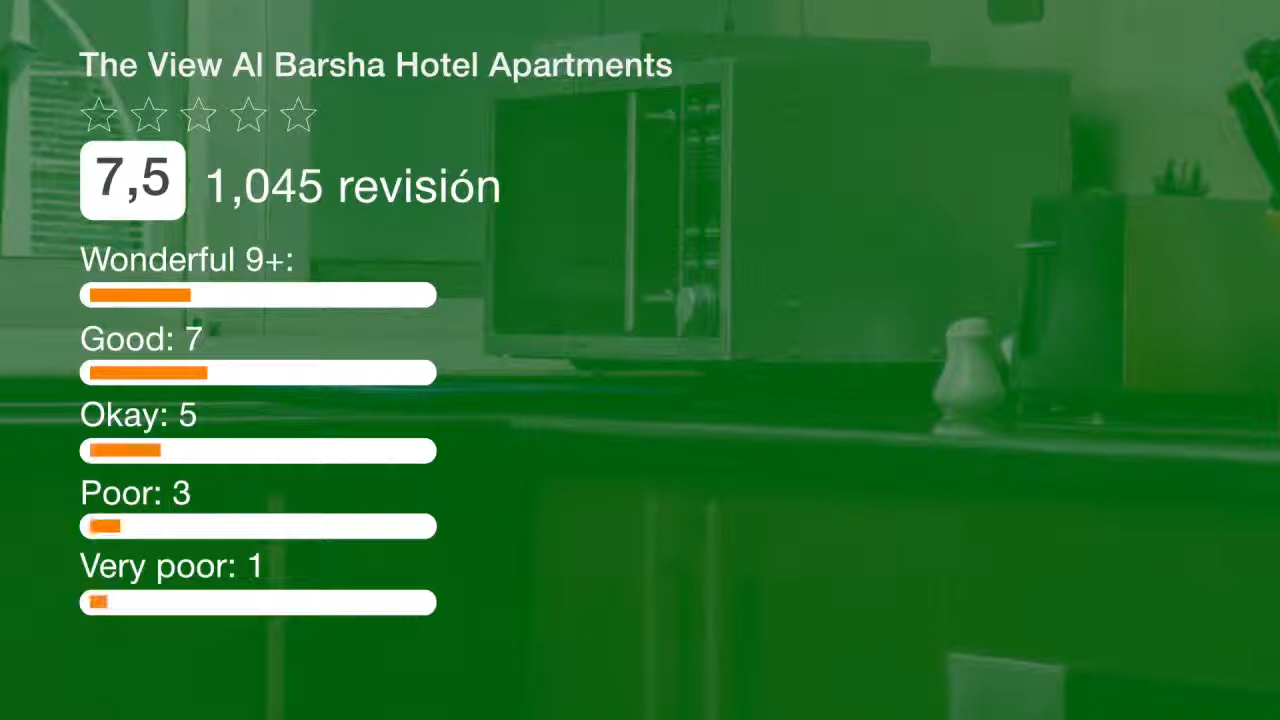 The View Al Barsha Hotel Apartments
7,5
1,045 revisión
Wonderful 9+:
Good: 7
Okay: 5
Poor: 3
Very poor: 1